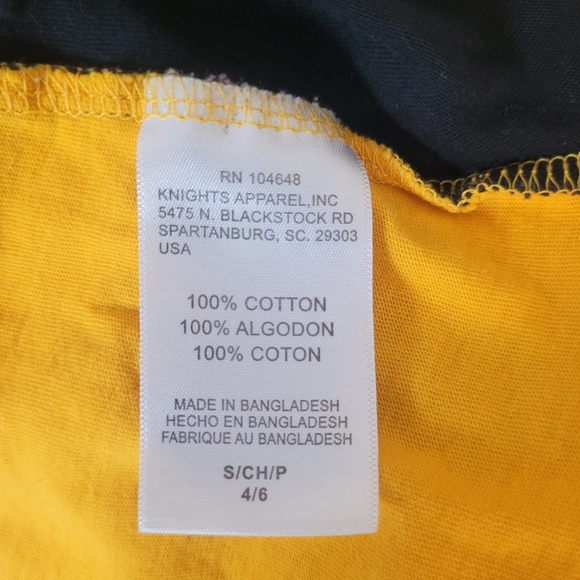 RN 104648
KNIGHTS APPAREL,INC
5475 N. BLACKSTOCK RD
SPARTANBURG, SC. 29303
USA
100% COTTON
100% ALGODON
100% COTON
MADE IN BANGLADESH
HECHO EN BANGLADESH
FABRIQUE AU BANGLADESH
S/CH/P
4/6